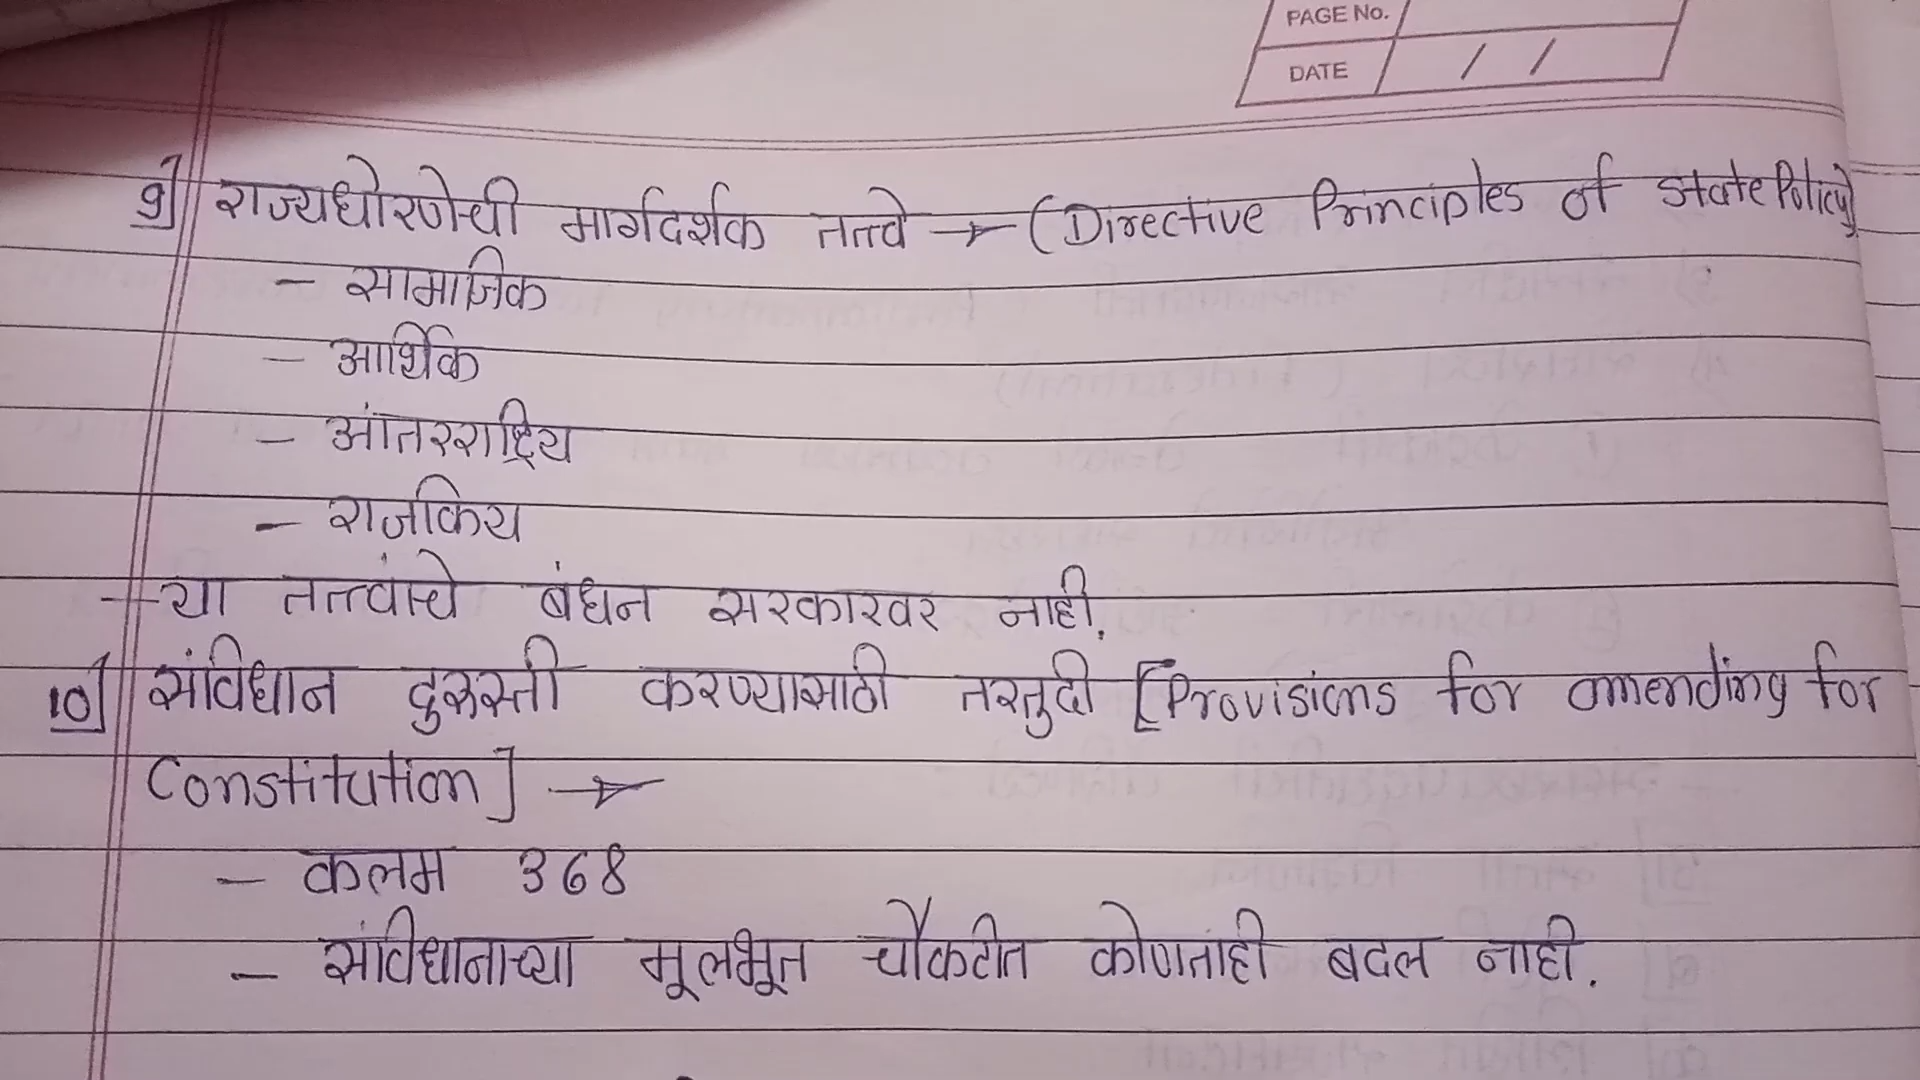 PAGE No.
DATE / /
9] राज्यधोरणेची मार्गदर्शक तत्त्वे → (Directive Principles of State Policy)
- सामाजिक
- आर्थिक
- आंतरराष्ट्रिय
- राजकिय
- या तत्त्वांचे बंधन सरकारवर नाही.
10] संविधान दुरुस्ती करण्यासाठी तरतुदी [Provisions for amending for
Constitution] →
- कलम 368
- संविधानाच्या मूलभूत चौकटीत कोणताही बदल नाही.